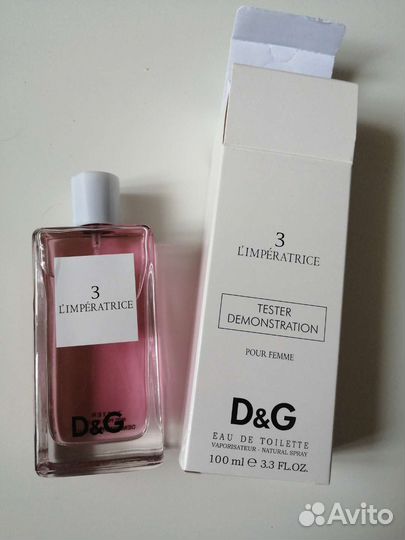 3
L'IMPÉRATRICE
D&G
3
L'IMPÉRATRICE
TESTER
DEMONSTRATION
POUR FEMME
D&G
EAU DE TOILETTE
VAPORISATEUR - NATURAL SPRAY
100 ml e 3.3 FL.OZ.
Avito